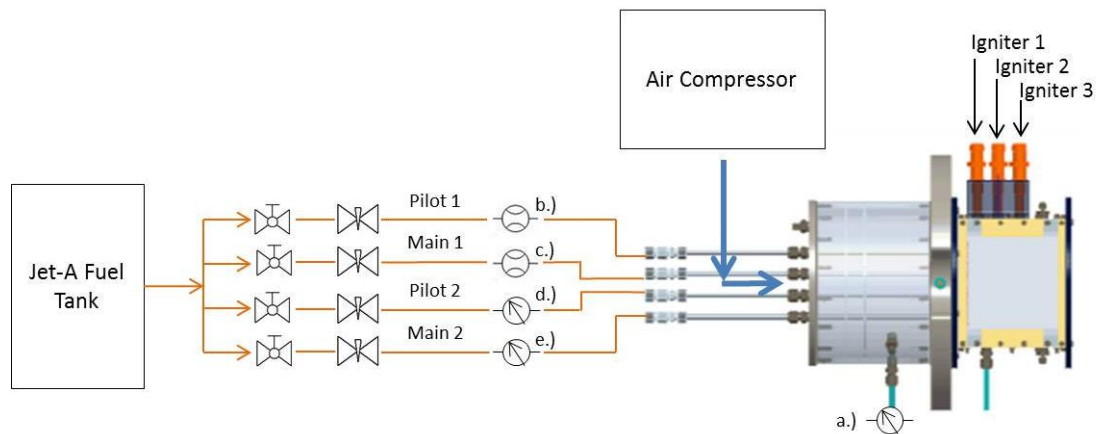 Igniter 1
Igniter 2
Igniter 3
Air Compressor
Jet-A Fuel
Tank
Pilot 1
b.)
Main 1
c.)
Pilot 2
d.)
Main 2
e.)
a.)